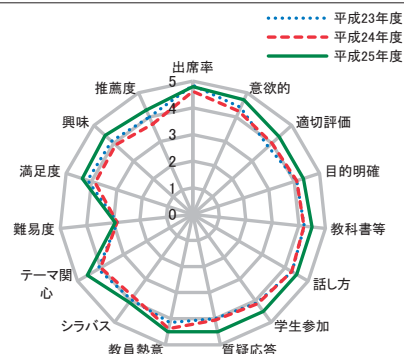 平成23年度
平成24年度
平成25年度
出席率
意欲的
適切評価
目的明確
教科書等
話し方
学生参加
質疑応答
教員熱意
シラバス
テーマ関
心
難易度
満足度
興味
推薦度
5
4
3
2
1
0